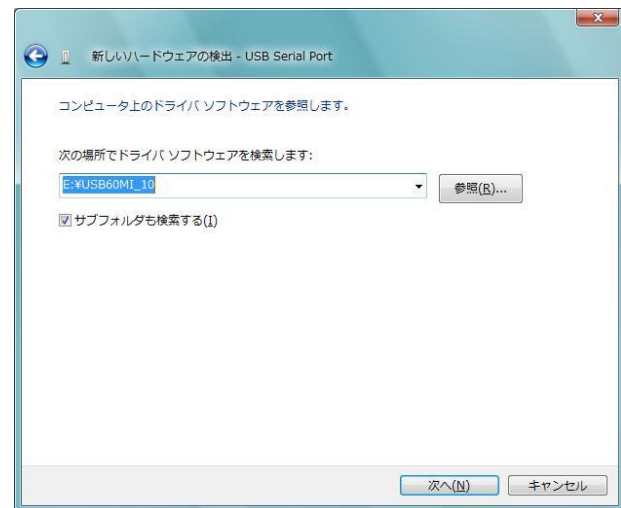 新しいハードウェアの検出 - USB Serial Port
コンピュータ上のドライバ ソフトウェアを参照します。
次の場所でドライバ ソフトウェアを検索します:
E:¥USB60MI_10
参照(R)...
サブフォルダも検索する(I)
次へ(N)
キャンセル